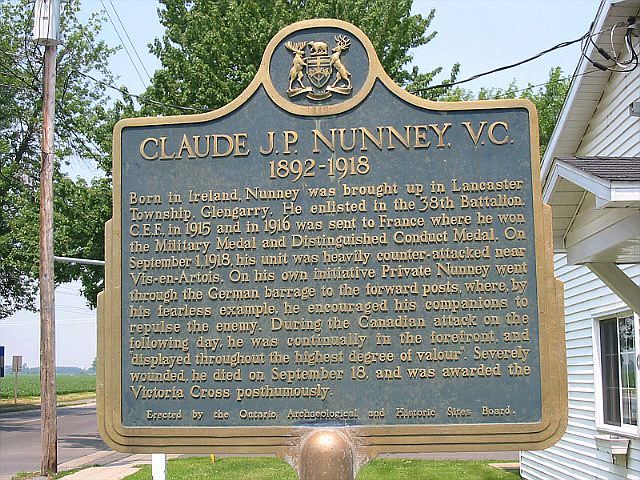 CLAUDE J.P. NUNNEY, V.C.
1892-1918
Born in Ireland, Nunney was brought up in Lancaster
Township, Glengarry. He enlisted in the 38th Battalion,
C.E.F., in 1915 and in 1916 was sent to France where he won
the Military Medal and Distinguished Conduct Medal. On
September 1, 1918, his unit was heavily counter-attacked near
Vis-en-Artois. On his own initiative Private Nunney went
through the German barrage to the forward posts, where, by
his fearless example, he encouraged his companions to
repulse the enemy. During the Canadian attack on the
following day, he was continually in the forefront, and
"displayed throughout the highest degree of valour". Severely
wounded, he died on September 18, and was awarded the
Victoria Cross posthumously.
Erected by the Ontario Archaeological and Historic Sites Board.